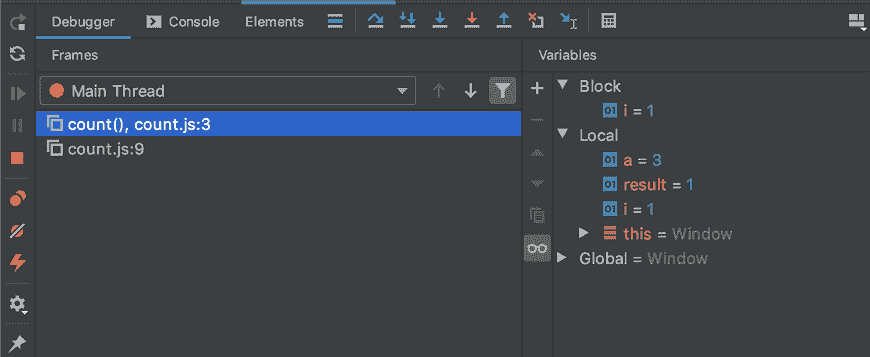 Debugger Console Elements
Frames
Variables
Main Thread
count(), count.js:3
count.js:9
Block
01 i = 1
Local
01 a = 3
01 result = 1
01 i = 1
this = Window
Global = Window